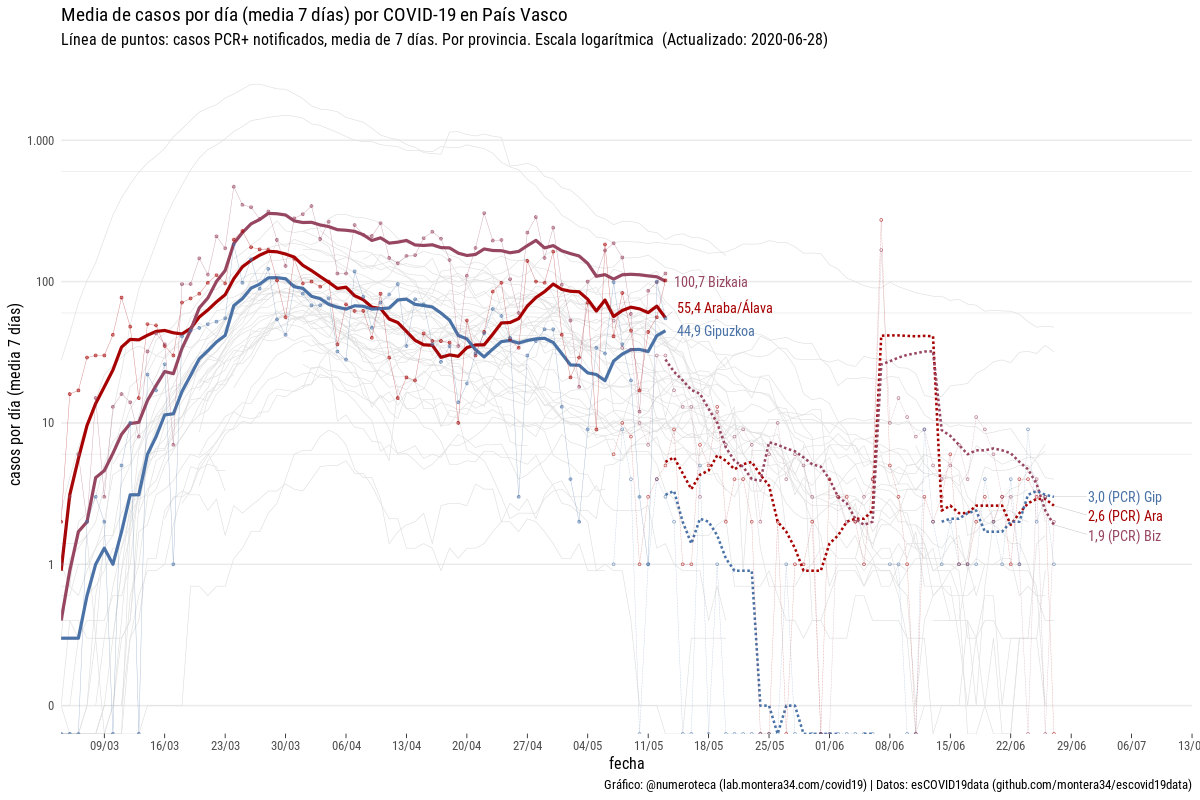 Media de casos por día (media 7 días) por COVID-19 en País Vasco
Línea de puntos: casos PCR+ notificados, media de 7 días. Por provincia. Escala logarítmica (Actualizado: 2020-06-28)
casos por día (media 7 días)
1.000
100
10
1
0
100,7 Bizkaia
55,4 Araba/Álava
44,9 Gipuzkoa
3,0 (PCR) Gip
2,6 (PCR) Ara
1,9 (PCR) Biz
09/03 16/03 23/03 30/03 06/04 13/04 20/04 27/04 04/05 11/05 18/05 25/05 01/06 08/06 15/06 22/06 29/06 06/07 13/0
fecha
Gráfico: @numeroteca (lab.montera34.com/covid19) | Datos: esCOVID19data (github.com/montera34/escovid19data)